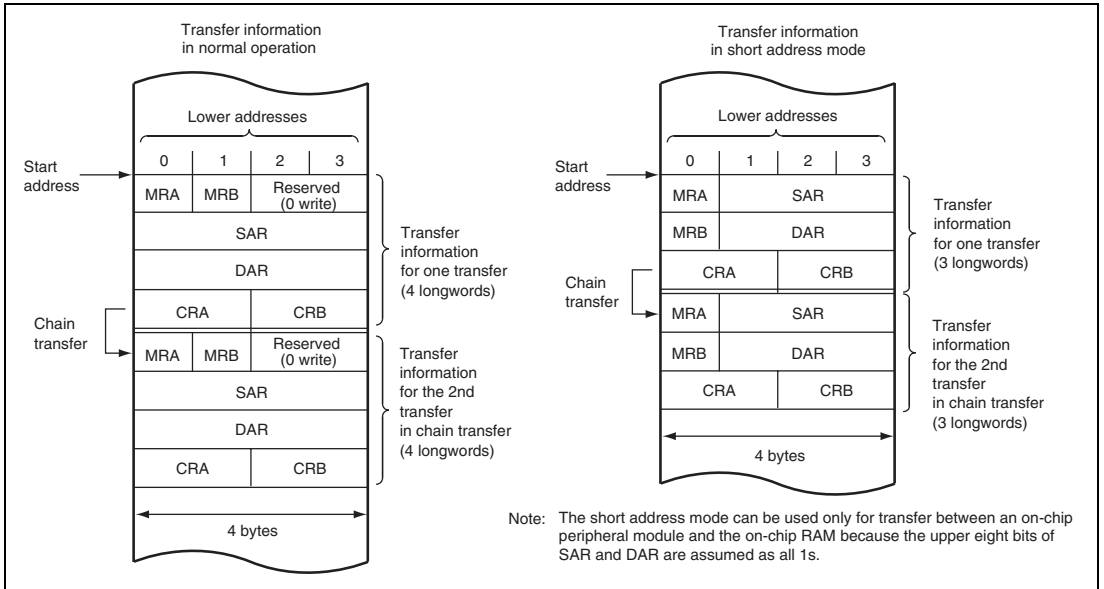 Transfer information
in normal operation
Lower addresses
0 1 2 3
Start
address
MRA MRB Reserved
(0 write)
SAR
DAR
CRA CRB
Transfer
information
for one transfer
(4 longwords)
Chain
transfer
MRA MRB Reserved
(0 write)
SAR
DAR
CRA CRB
Transfer
information
for the 2nd
transfer
in chain transfer
(4 longwords)
4 bytes
Transfer information
in short address mode
Lower addresses
0 1 2 3
Start
address
MRA SAR
MRB DAR
CRA CRB
Transfer
information
for one transfer
(3 longwords)
Chain
transfer
MRA SAR
MRB DAR
CRA CRB
Transfer
information
for the 2nd
transfer
in chain transfer
(3 longwords)
4 bytes
Note: The short address mode can be used only for transfer between an on-chip
peripheral module and the on-chip RAM because the upper eight bits of
SAR and DAR are assumed as all 1s.